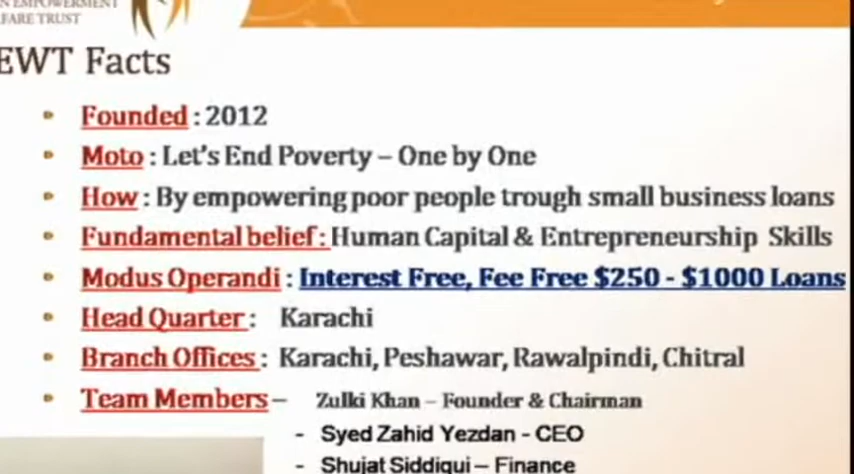 EMPOWERMENT
FARE TRUST
EWT Facts
Founded : 2012
Moto : Let's End Poverty – One by One
How : By empowering poor people trough small business loans
Fundamental belief : Human Capital & Entrepreneurship Skills
Modus Operandi : Interest Free, Fee Free $250 - $1000 Loans
Head Quarter : Karachi
Branch Offices : Karachi, Peshawar, Rawalpindi, Chitral
Team Members – Zulki Khan – Founder & Chairman
- Syed Zahid Yezdan - CEO
- Shujat Siddiqui – Finance